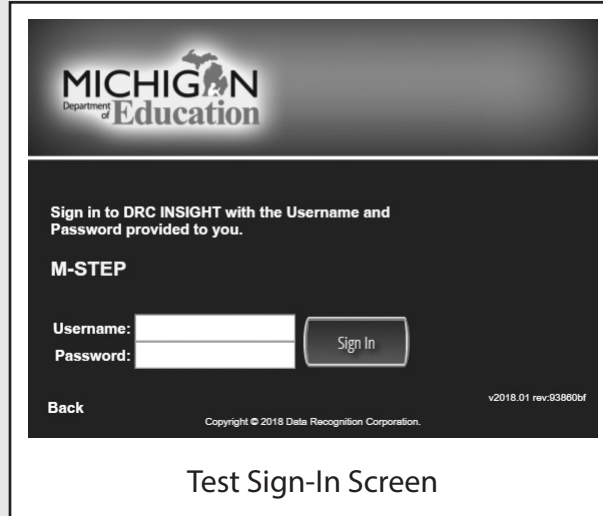 MICHIGAN
Department
of Education
Sign in to DRC INSIGHT with the Username and
Password provided to you.
M-STEP
Username:
Sign In
Password:
Back
v2018.01 rev:93860bf
Copyright © 2018 Data Recognition Corporation.
Test Sign-In Screen